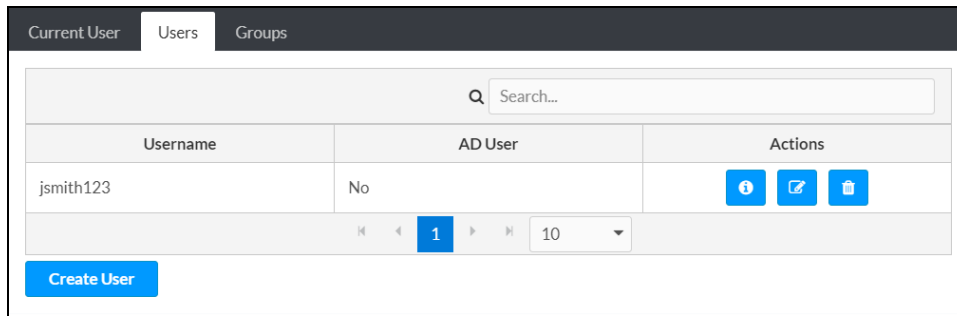 Current User Users Groups
Search...
Username AD User Actions
jsmith123 No
1 10
Create User